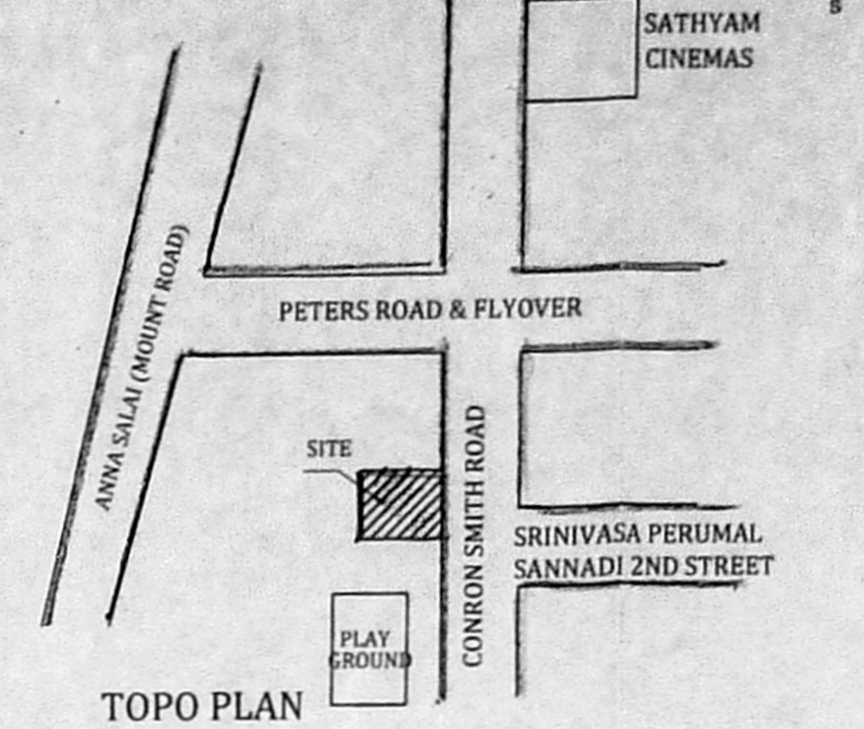 S
SATHYAM
CINEMAS
ANNA SALAI (MOUNT ROAD)
PETERS ROAD & FLYOVER
SITE
CONRON SMITH ROAD
SRINIVASA PERUMAL
SANNADI 2ND STREET
PLAY
GROUND
TOPO PLAN